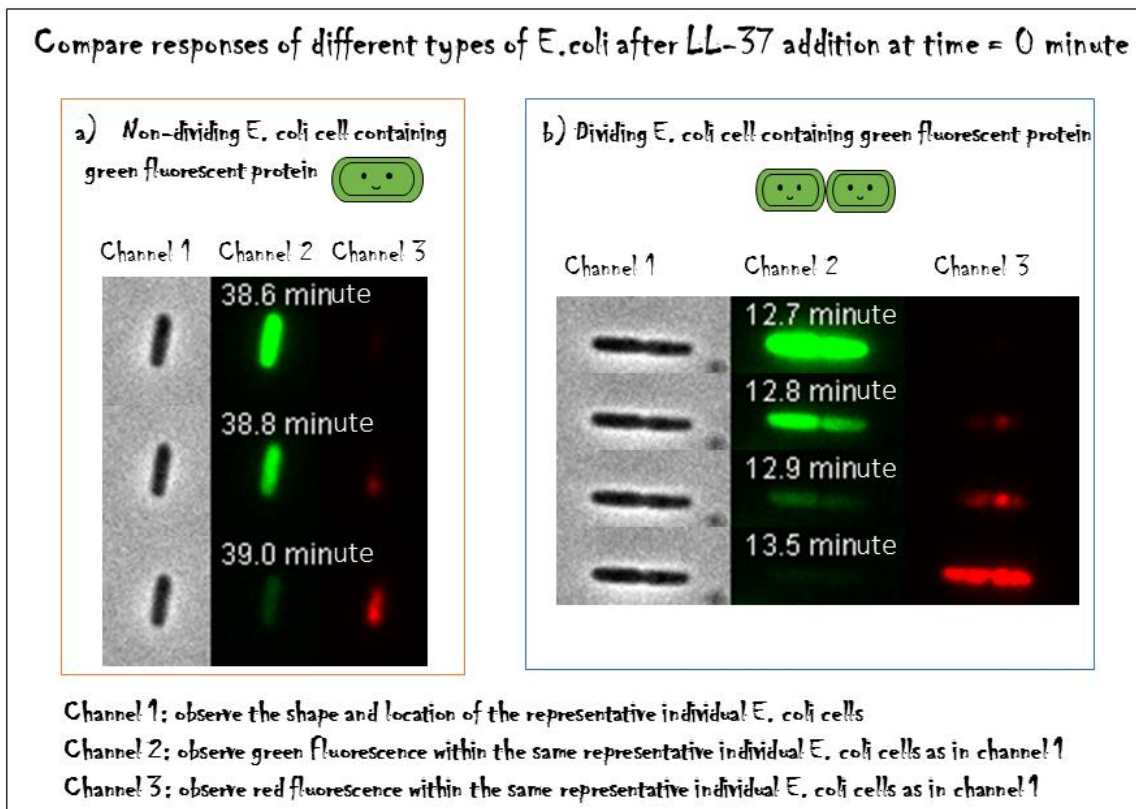 Compare responses of different types of E.coli after LL-37 addition at time = 0 minute
a) Non-dividing E. coli cell containing
green fluorescent protein
Channel 1 Channel 2 Channel 3
38.6 minute
38.8 minute
39.0 minute
b) Dividing E. coli cell containing green fluorescent protein
Channel 1 Channel 2 Channel 3
12.7 minute
12.8 minute
12.9 minute
13.5 minute
Channel 1: observe the shape and location of the representative individual E. coli cells
Channel 2: observe green fluorescence within the same representative individual E. coli cells as in channel 1
Channel 3: observe red fluorescence within the same representative individual E. coli cells as in channel 1